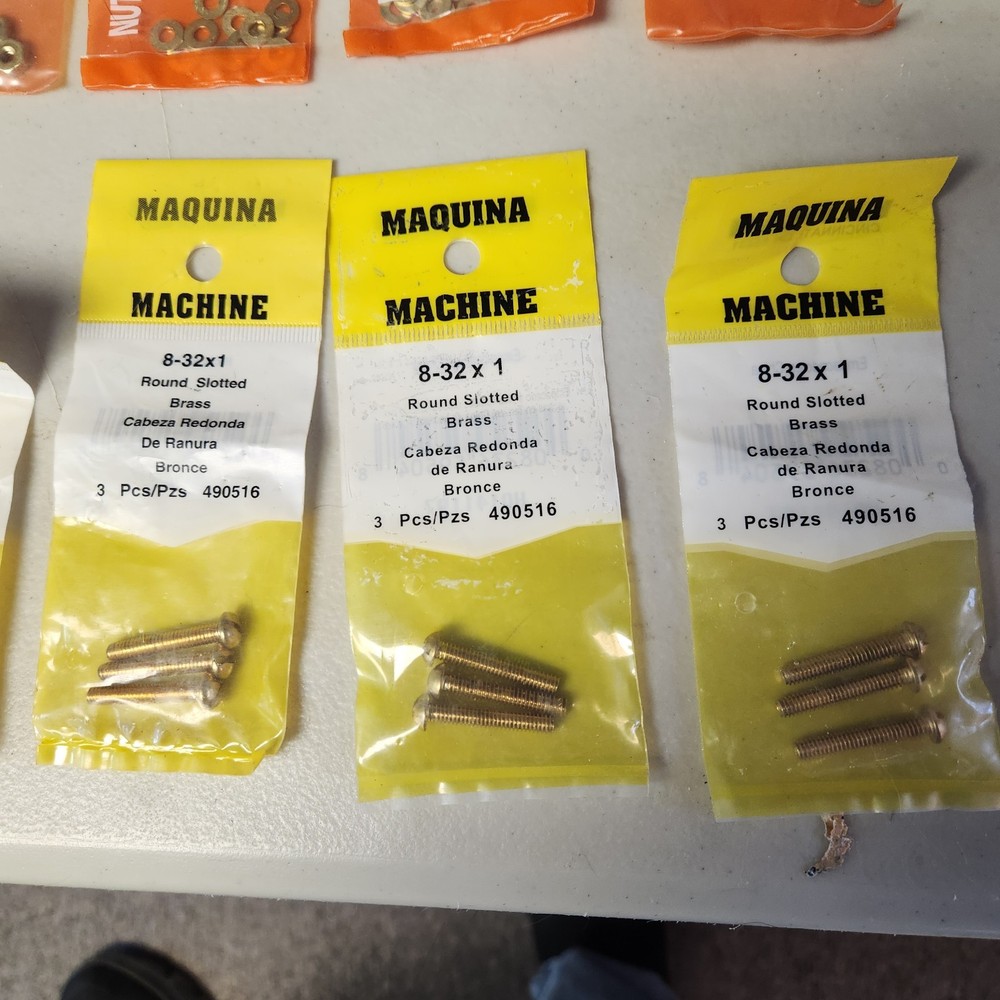 NUT
MAQUINA
MACHINE
8-32x1
Round Slotted
Brass
Cabeza Redonda
De Ranura
Bronce
3 Pcs/Pzs 490516
MAQUINA
MACHINE
8-32 x 1
Round Slotted
Brass
Cabeza Redonda
de Ranura
Bronce
3 Pcs/Pzs 490516
MAQUINA
MACHINE
8-32 x 1
Round Slotted
Brass
Cabeza Redonda
de Ranura
Bronce
3 Pcs/Pzs 490516